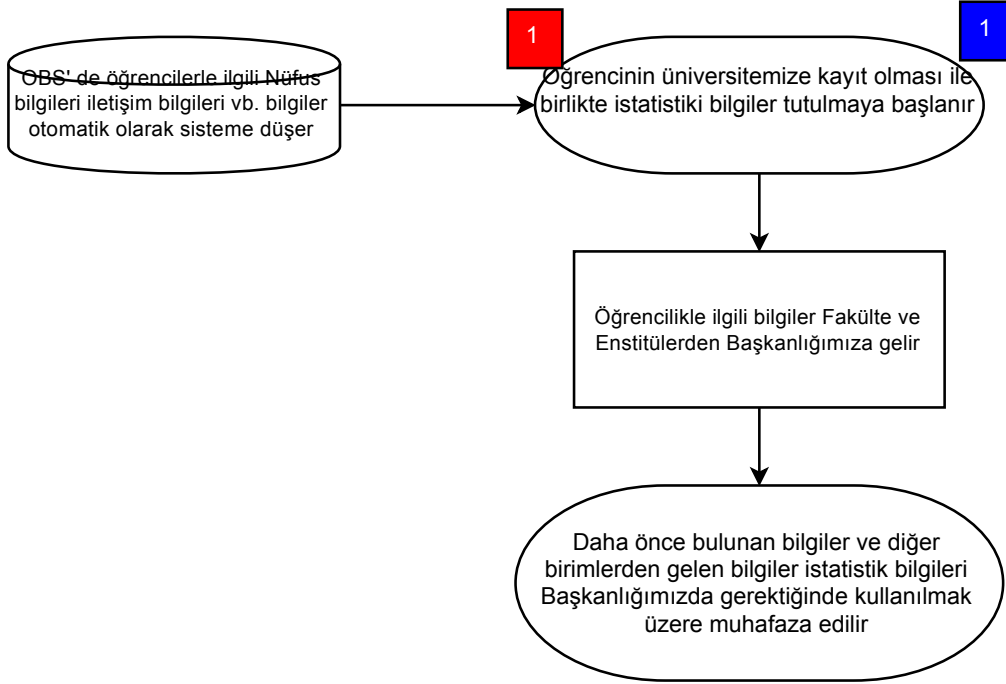 OBS' de öğrencilerle ilgili Nüfus
bilgileri iletişim bilgileri vb. bilgiler
otomatik olarak sisteme düşer
1
1
Öğrencinin üniversitemize kayıt olması ile
birlikte istatistiki bilgiler tutulmaya başlanır
Öğrencilikle ilgili bilgiler Fakülte ve
Enstitülerden Başkanlığımıza gelir
Daha önce bulunan bilgiler ve diğer
birimlerden gelen bilgiler istatistik bilgileri
Başkanlığımızda gerektiğinde kullanılmak
üzere muhafaza edilir